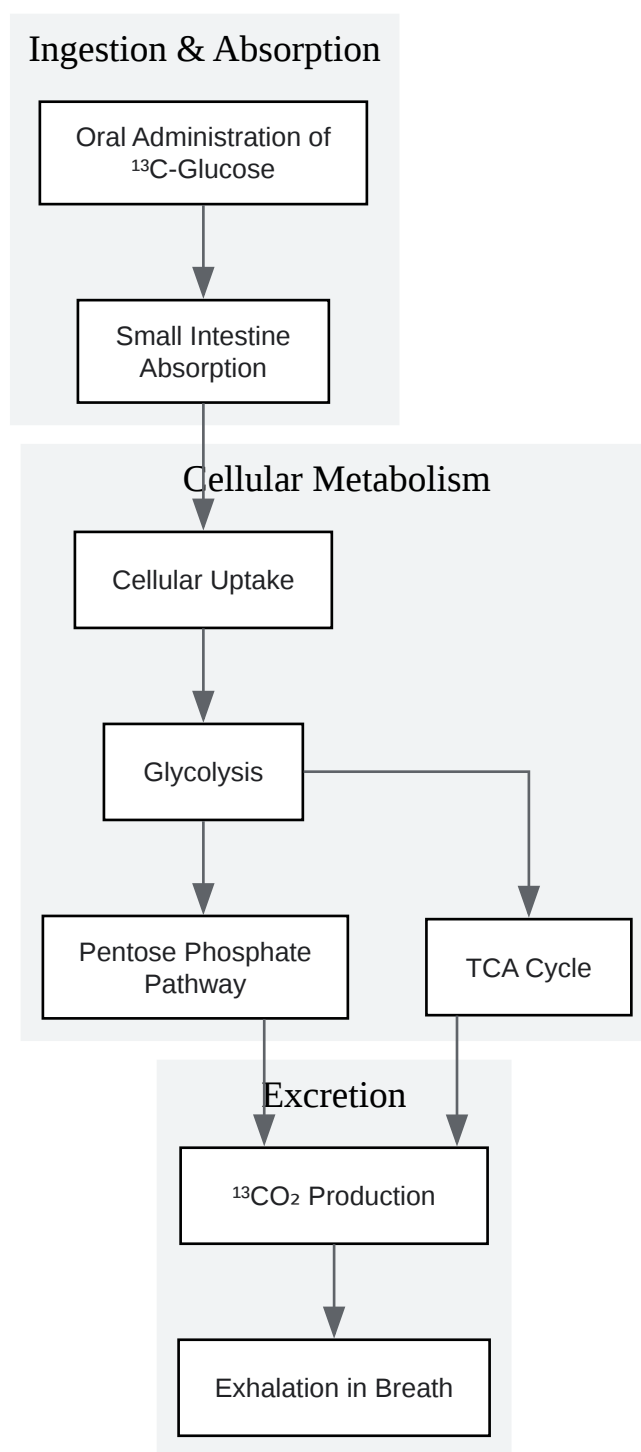 Ingestion & Absorption
Oral Administration of
¹³C-Glucose
Small Intestine
Absorption
Cellular Metabolism
Cellular Uptake
Glycolysis
Pentose Phosphate
Pathway
TCA Cycle
Excretion
¹³CO₂ Production
Exhalation in Breath